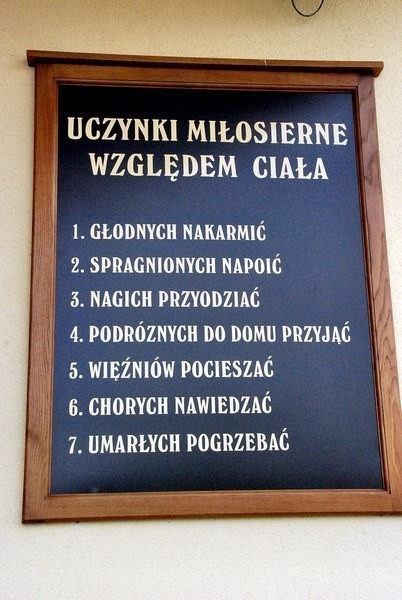 UCZYNKI MIŁOSIERNE
WZGLĘDEM CIAŁA
1. GŁODNYCH NAKARMIĆ
2. SPRAGNIONYCH NAPOIĆ
3. NAGICH PRZYODZIAĆ
4. PODRÓZNYCH DO DOMU PRZYJĄĆ
5. WIĘŹNIÓW POCIESZAĆ
6. CHORYCH NAWIEDZAĆ
7. UMARŁYCH POGRZEBAĆ